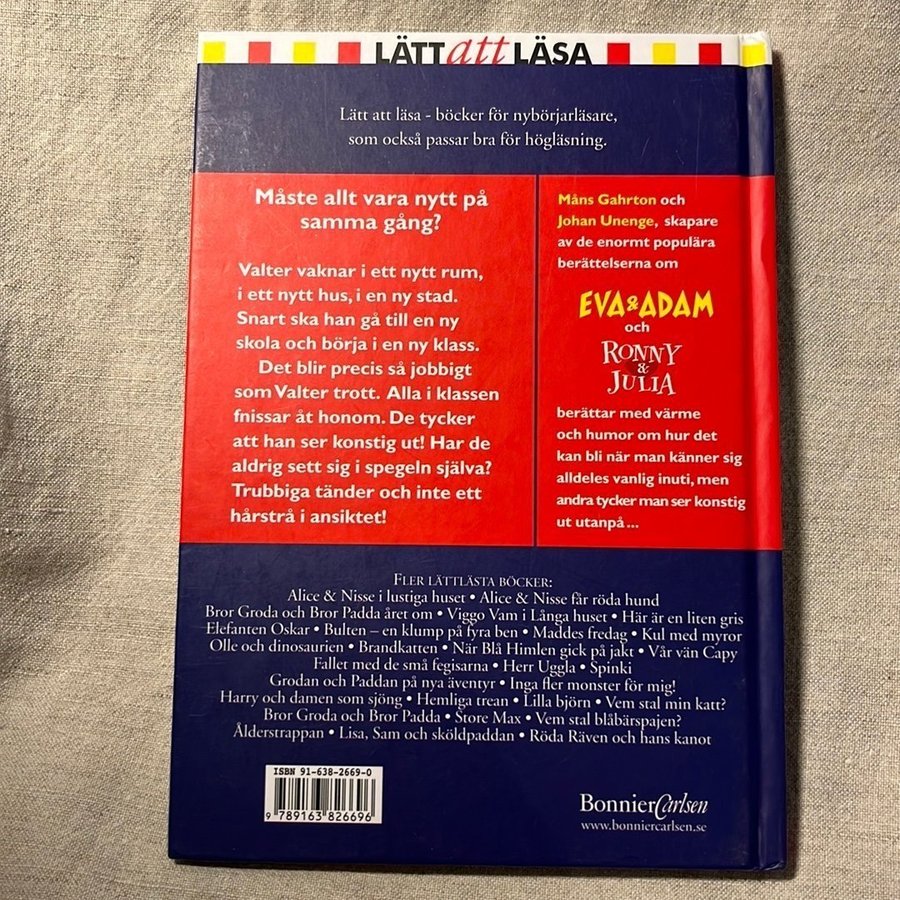 LÄTT att LÄSA
Lätt att läsa - böcker för nybörjarläsare,
som också passar bra för högläsning.
Måste allt vara nytt på
samma gång?
Valter vaknar i ett nytt rum,
i ett nytt hus, i en ny stad.
Snart ska han gå till en ny
skola och börja i en ny klass.
Det blir precis så jobbigt
som Valter trott. Alla i klassen
fnissar åt honom. De tycker
att han ser konstig ut! Har de
aldrig sett sig i spegeln själva?
Trubbiga tänder och inte ett
hårstrå i ansiktet!
Måns Gahrton och
Johan Unenge, skapare
av de enormt populära
berättelserna om
EVA & ADAM
och
RONNY
&
JULIA
berättar med värme
och humor om hur det
kan bli när man känner sig
alldeles vanlig inuti, men
andra tycker man ser konstig
ut utanpå ...
FLER LÄTTLÄSTA BÖCKER:
Alice & Nisse i lustiga huset • Alice & Nisse får röda hund
Bror Groda och Bror Padda året om • Viggo Vam i Långa huset • Här är en liten gris
Elefanten Oskar • Bulten – en klump på fyra ben • Maddes fredag • Kul med myror
Olle och dinosaurien • Brandkatten • När Blå Himlen gick på jakt • Vår vän Capy
Fallet med de små fegisarna • Herr Uggla • Spinki
Grodan och Paddan på nya äventyr • Inga fler monster för mig!
Harry och damen som sjöng • Hemliga trean • Lilla björn • Vem stal min katt?
Bror Groda och Bror Padda • Store Max • Vem stal blåbärspajen?
Ålderstrappan • Lisa, Sam och sköldpaddan • Röda Räven och hans kanot
ISBN 91-638-2669-0
9 789163 826696
BonnierCarlsen
www.bonniercarlsen.se